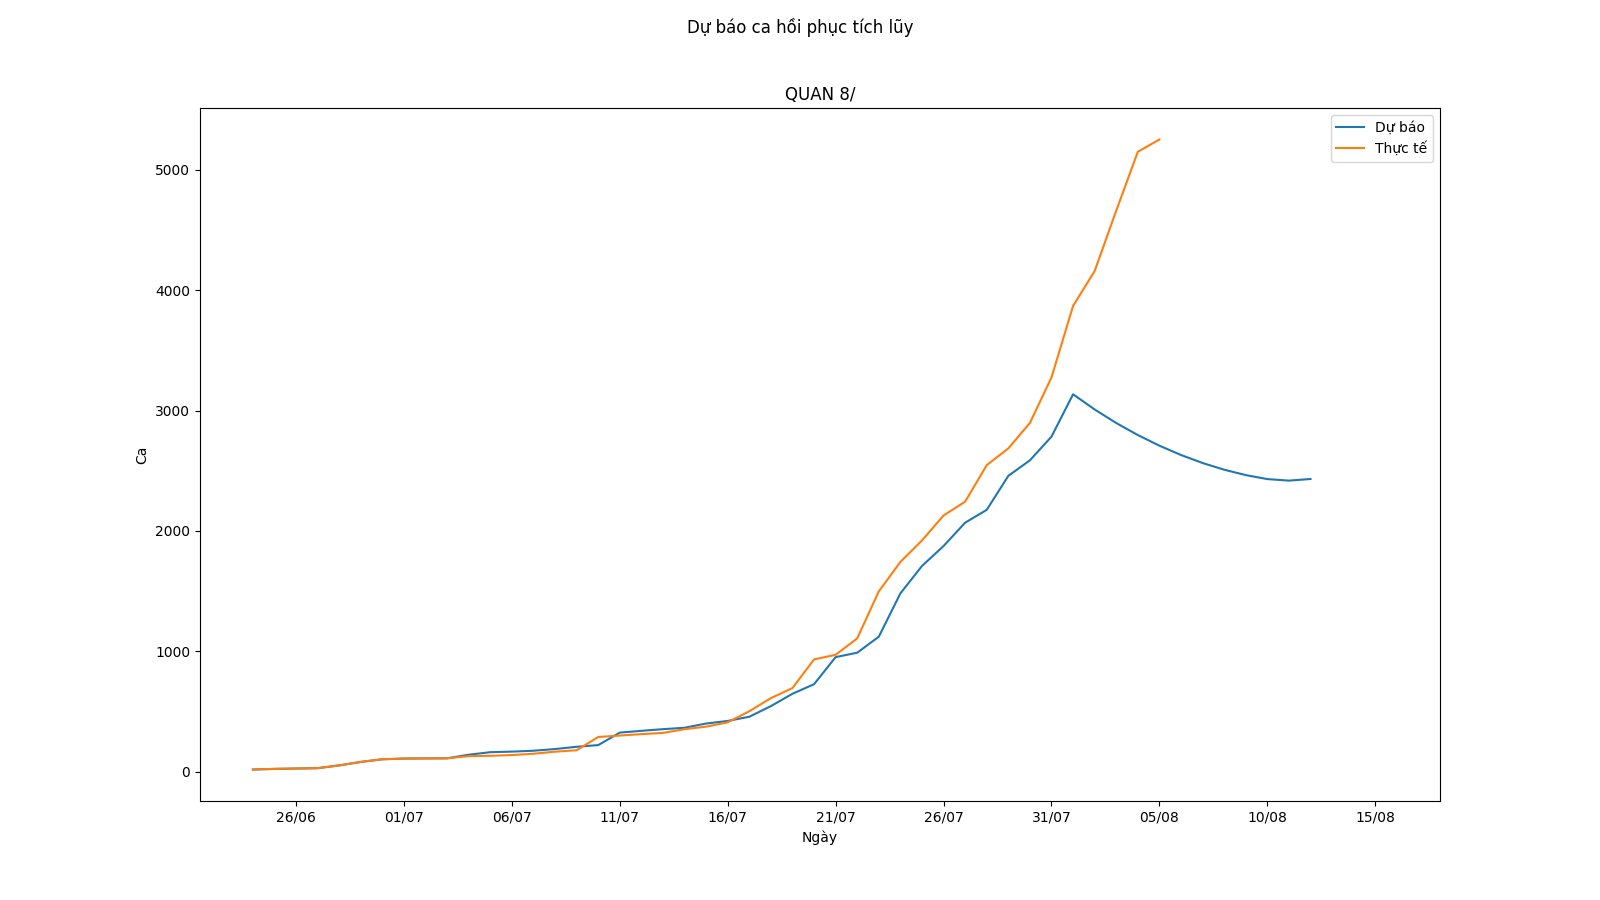 Dự báo ca hồi phục tích lũy
QUAN 8/
Dự báo
Thực tế
5000
4000
3000
2000
1000
0
Ca
26/06
01/07
06/07
11/07
16/07
21/07
26/07
31/07
05/08
10/08
15/08
Ngày